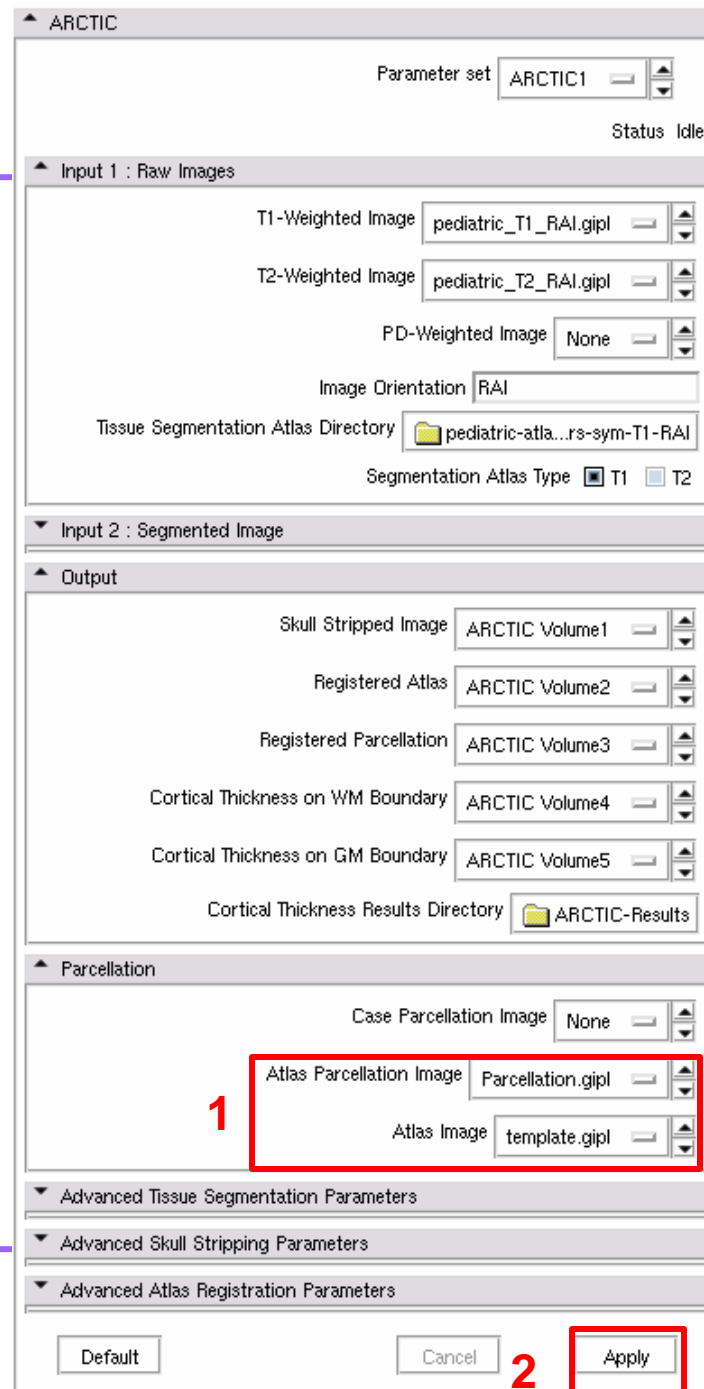 ARCTIC
Parameter set ARCTIC1
Status Idle
Input 1 : Raw Images
T1-Weighted Image pediatric_T1_RAI.gipl
T2-Weighted Image pediatric_T2_RAI.gipl
PD-Weighted Image None
Image Orientation RAI
Tissue Segmentation Atlas Directory pediatric-atla...rs-sym-T1-RAI
Segmentation Atlas Type T1 T2
Input 2 : Segmented Image
Output
Skull Stripped Image ARCTIC Volume1
Registered Atlas ARCTIC Volume2
Registered Parcellation ARCTIC Volume3
Cortical Thickness on WM Boundary ARCTIC Volume4
Cortical Thickness on GM Boundary ARCTIC Volume5
Cortical Thickness Results Directory ARCTIC-Results
Parcellation
Case Parcellation Image None
Atlas Parcellation Image Parcellation.gipl
1
Atlas Image template.gipl
Advanced Tissue Segmentation Parameters
Advanced Skull Stripping Parameters
Advanced Atlas Registration Parameters
Default Cancel 2 Apply